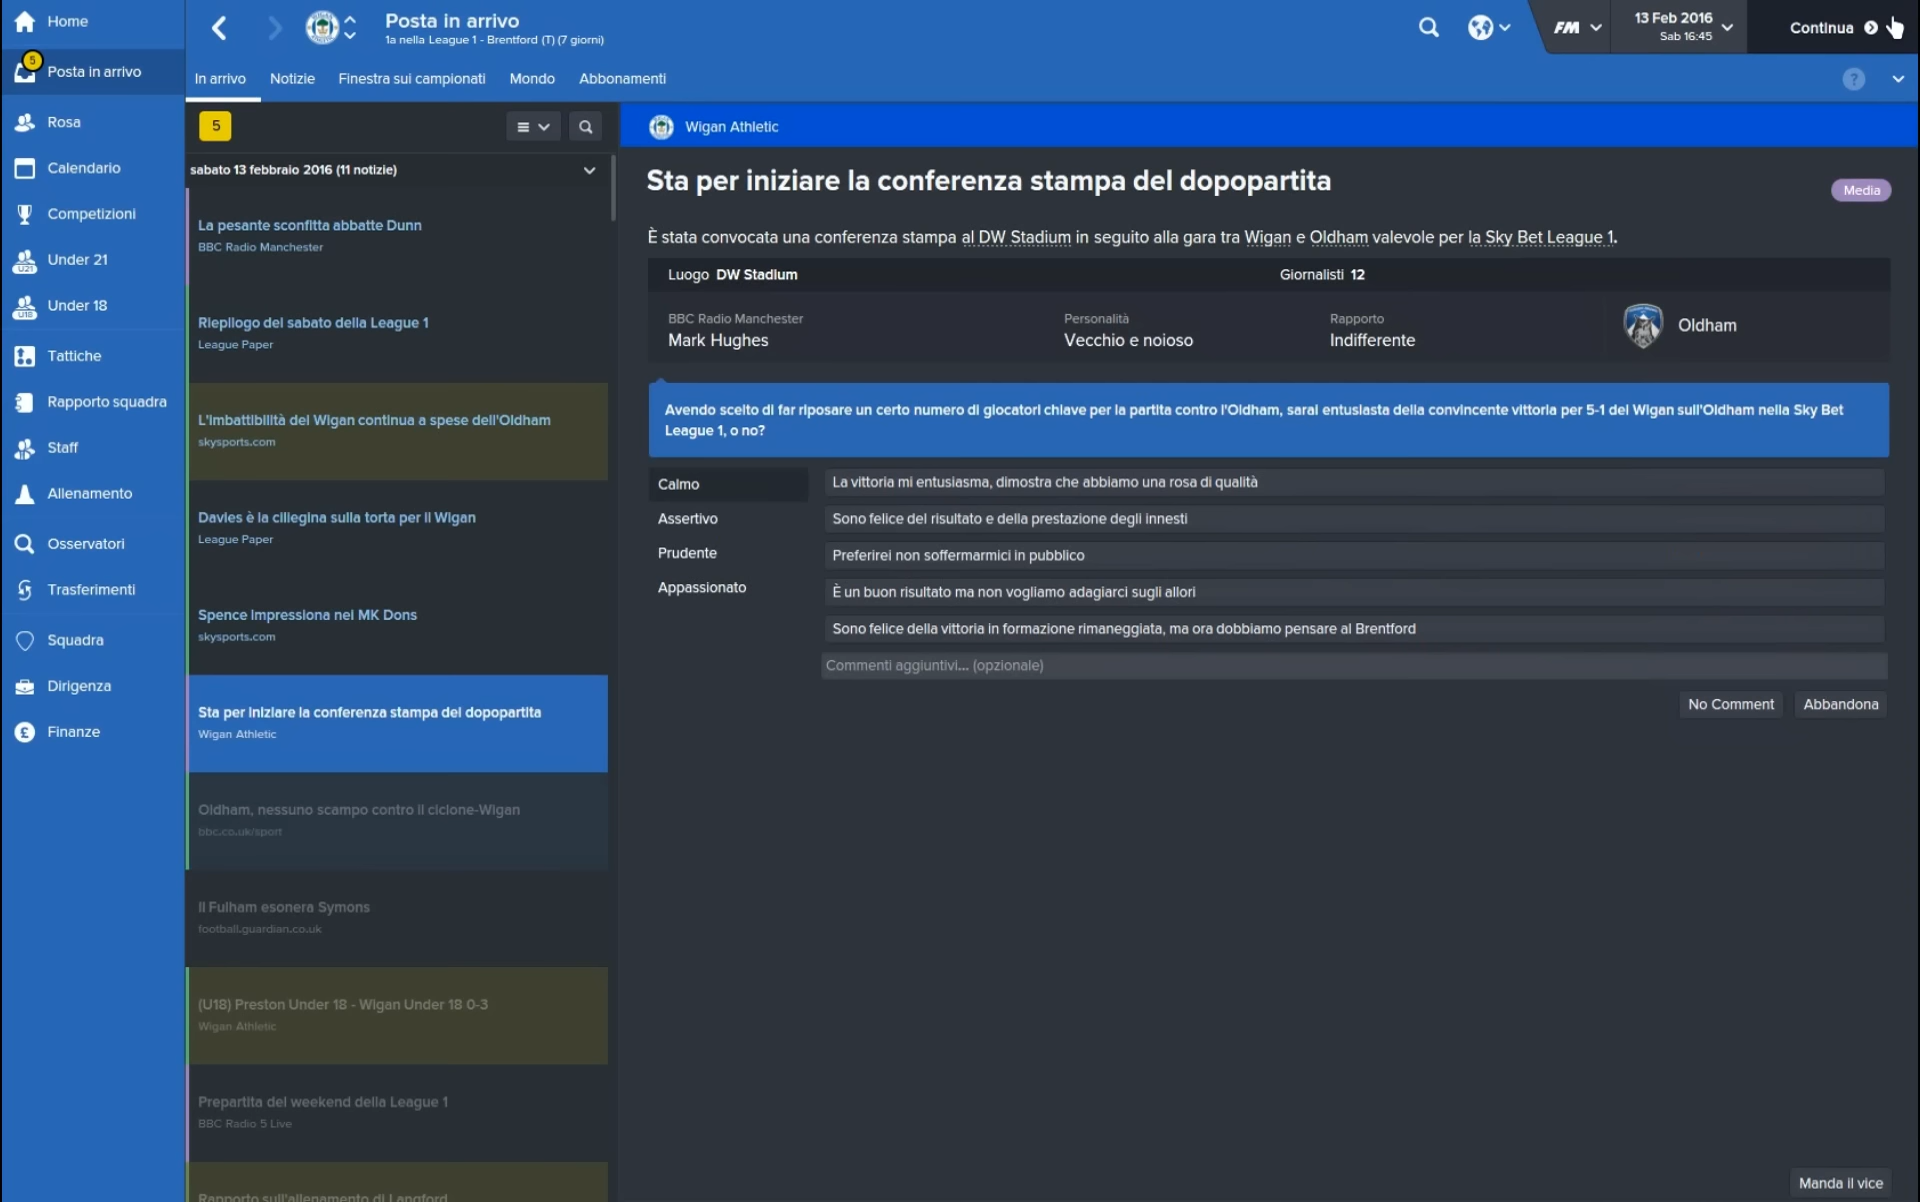 Home
5
Posta in arrivo
Rosa
Calendario
Competizioni
U21
Under 21
U18
Under 18
Tattiche
Rapporto squadra
Staff
Allenamento
Osservatori
Trasferimenti
Squadra
Dirigenza
Finanze
Posta in arrivo
1a nella League 1 - Brentford (T) (7 giorni)
FM
13 Feb 2016
Sab 16:45
Continua
In arrivo
Notizie
Finestra sui campionati
Mondo
Abbonamenti
?
5
sabato 13 febbraio 2016 (11 notizie)
La pesante sconfitta abbatte Dunn
BBC Radio Manchester
Riepilogo del sabato della League 1
League Paper
L'imbattibilità del Wigan continua a spese dell'Oldham
skysports.com
Davies è la ciliegina sulla torta per il Wigan
League Paper
Spence impressiona nel MK Dons
skysports.com
Sta per iniziare la conferenza stampa del dopopartita
Wigan Athletic
Oldham, nessuno scampo contro il ciclone-Wigan
bbc.co.uk/sport
Il Fulham esonera Symons
football.guardian.co.uk
(U18) Preston Under 18 - Wigan Under 18 0-3
Wigan Athletic
Prepartita del weekend della League 1
BBC Radio 5 Live
Rapporto sull'allenamento di Langford
Wigan Athletic
Sta per iniziare la conferenza stampa del dopopartita
Media
È stata convocata una conferenza stampa al DW Stadium in seguito alla gara tra Wigan e Oldham valevole per la Sky Bet League 1.
Luogo DW Stadium
Giornalisti 12
BBC Radio Manchester
Mark Hughes
Personalità
Vecchio e noioso
Rapporto
Indifferente
Oldham
Avendo scelto di far riposare un certo numero di giocatori chiave per la partita contro l'Oldham, sarai entusiasta della convincente vittoria per 5-1 del Wigan sull'Oldham nella Sky Bet
League 1, o no?
Calmo
Assertivo
Prudente
Appassionato
La vittoria mi entusiasma, dimostra che abbiamo una rosa di qualità
Sono felice del risultato e della prestazione degli innesti
Preferirei non soffermarmici in pubblico
È un buon risultato ma non vogliamo adagiarci sugli allori
Sono felice della vittoria in formazione rimaneggiata, ma ora dobbiamo pensare al Brentford
Commenti aggiuntivi... (opzionale)
No Comment
Abbandona
Manda il vice